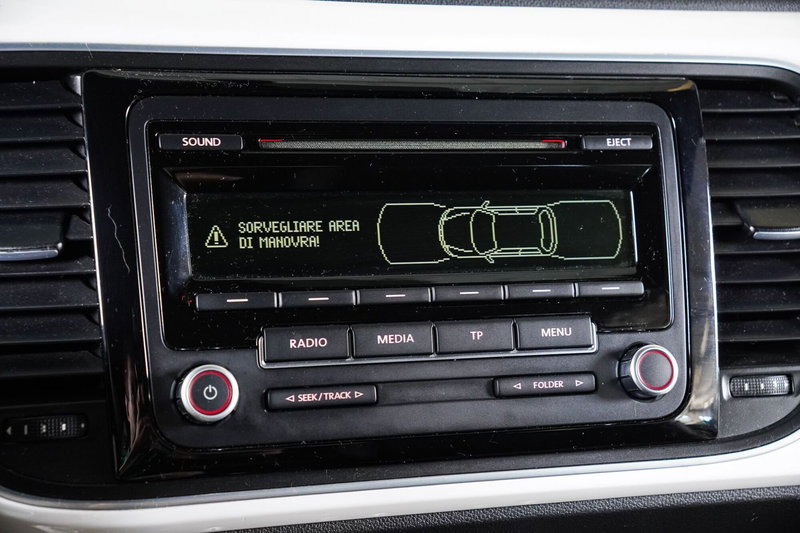 SOUND
EJECT
SORVEGLIARE AREA
DI MANOVRA!
RADIO
MEDIA
TP
MENU
SEEK/TRACK
FOLDER